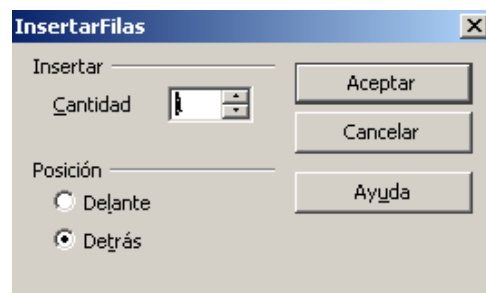 InsertarFilas
Insertar
Cantidad
Aceptar
Cancelar
Posición
Delante
Ayuda
Detrás